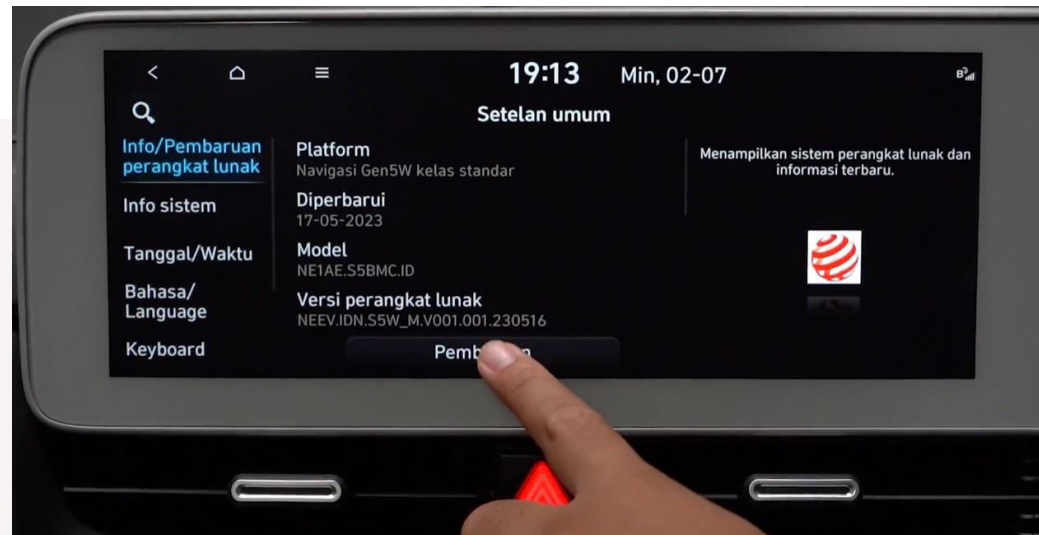 19:13 Min, 02-07
Setelan umum
Info/Pembaruan
perangkat lunak
Info sistem
Tanggal/Waktu
Bahasa/
Language
Keyboard
Platform
Navigasi Gen5W kelas standar
Diperbarui
17-05-2023
Model
NE1AE.S5BMC.ID
Versi perangkat lunak
NEEV.IDN.S5W_M.V001.001.230516
Menampilkan sistem perangkat lunak dan
informasi terbaru.